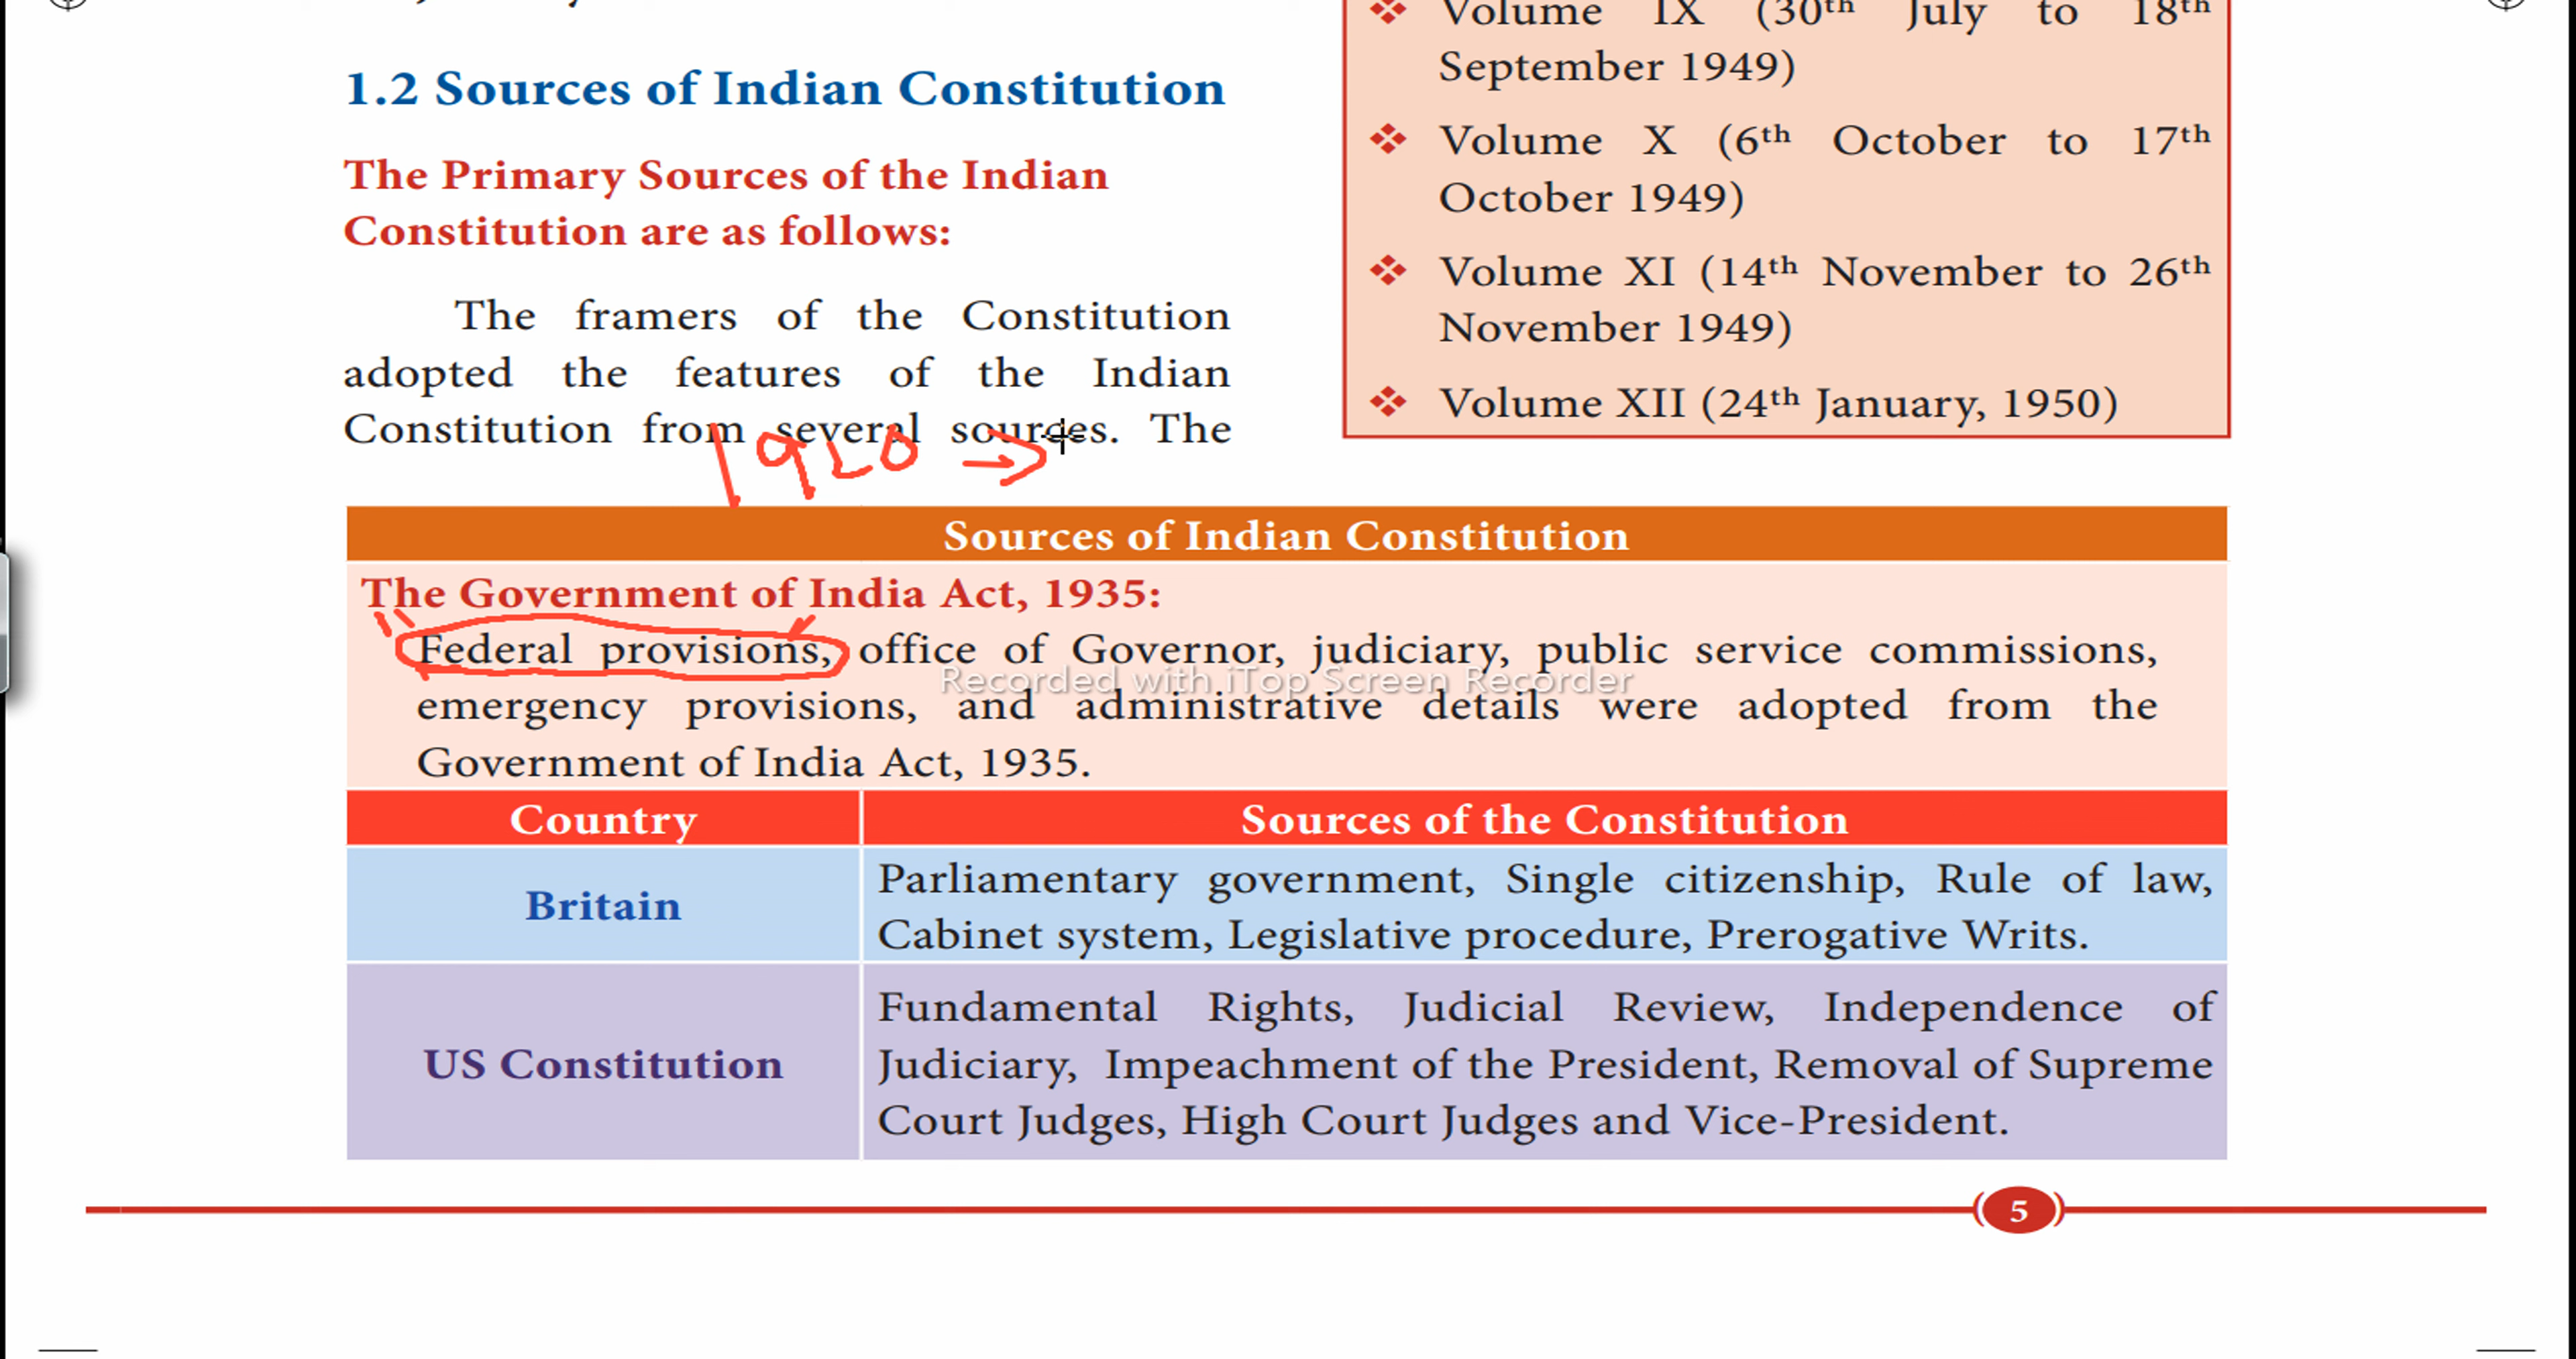 1.2 Sources of Indian Constitution
The Primary Sources of the Indian
Constitution are as follows:
The framers of the Constitution
adopted the features of the Indian
Constitution from several sources. The
1920 →
Volume IX (30th July to 18th
September 1949)
Volume X (6th October to 17th
October 1949)
Volume XI (14th November to 26th
November 1949)
Volume XII (24th January, 1950)
Sources of Indian Constitution
The Government of India Act, 1935:
Federal provisions, office of Governor, judiciary, public service commissions,
Recorded with iTop Screen Recorder
emergency provisions, and administrative details were adopted from the
Government of India Act, 1935.
Country Sources of the Constitution
Britain
Parliamentary government, Single citizenship, Rule of law,
Cabinet system, Legislative procedure, Prerogative Writs.
US Constitution
Fundamental Rights, Judicial Review, Independence of
Judiciary, Impeachment of the President, Removal of Supreme
Court Judges, High Court Judges and Vice-President.
5